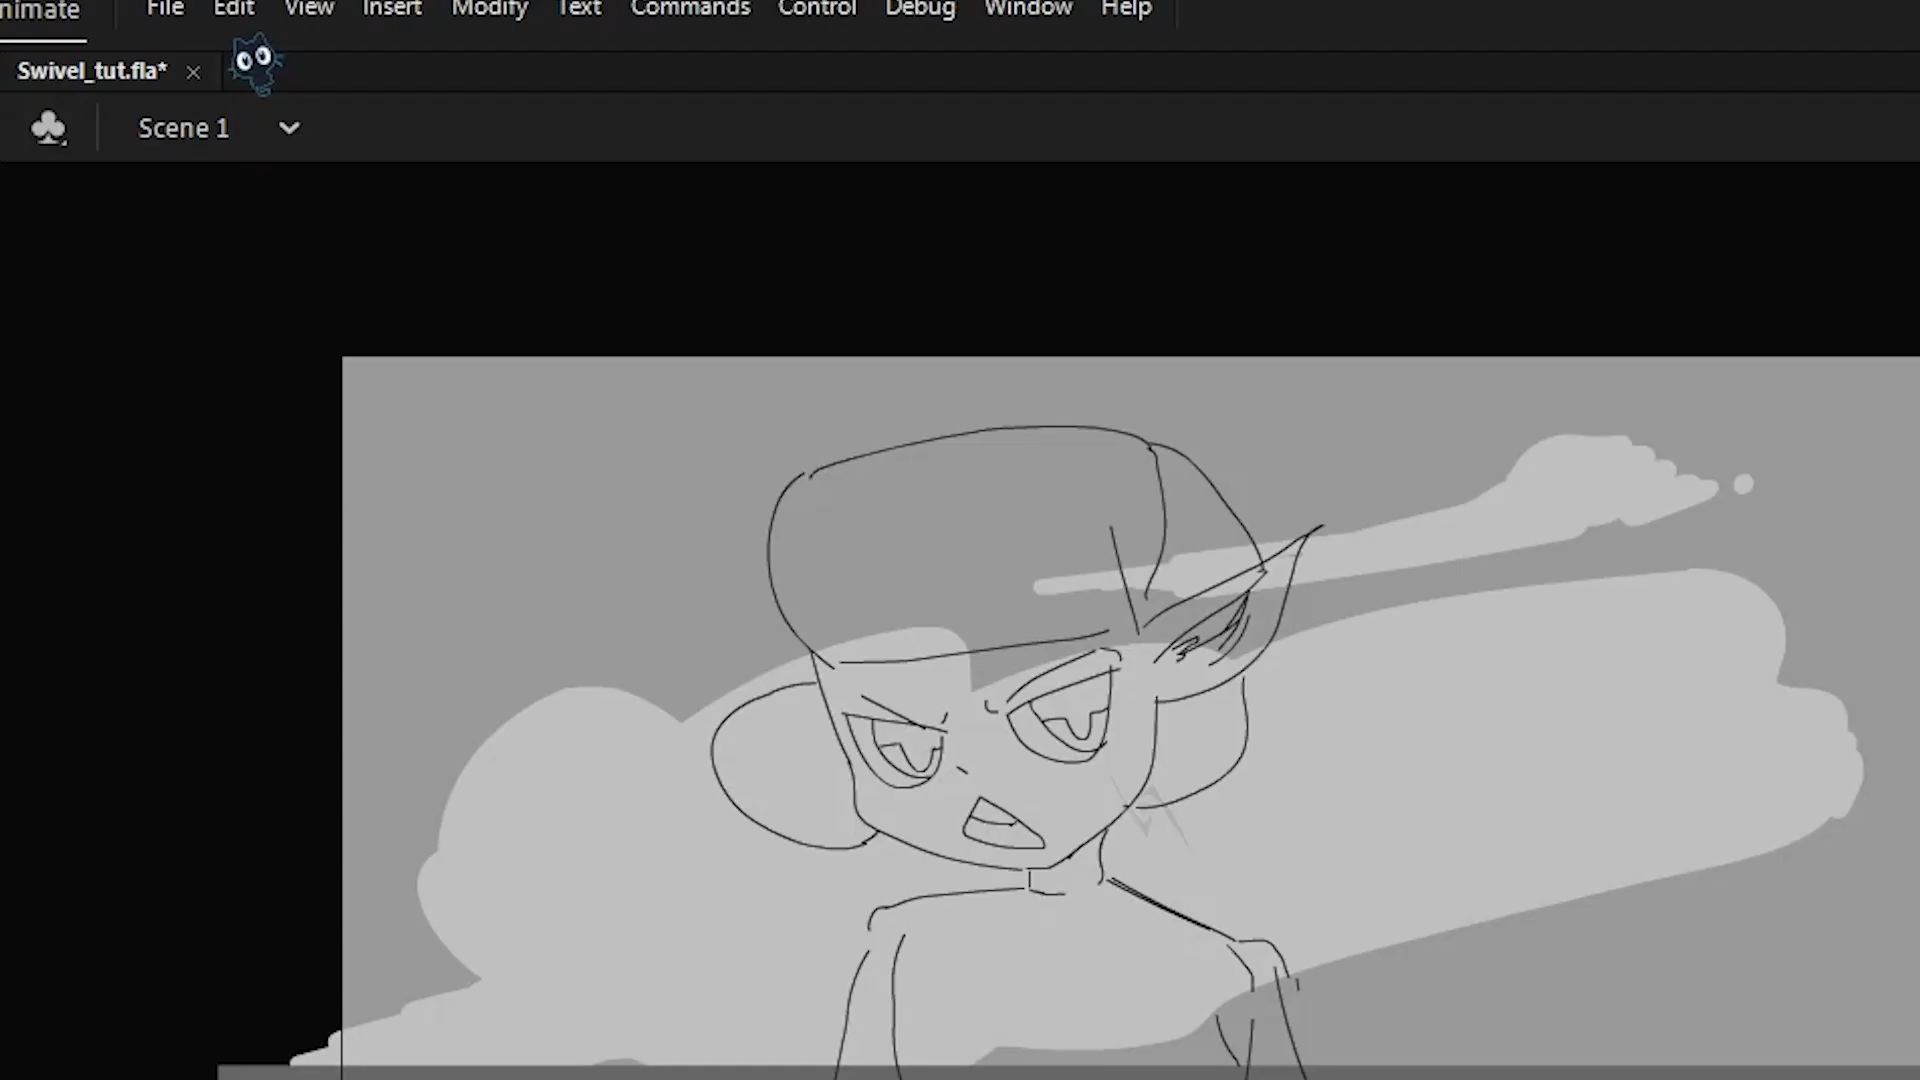 nimate File Edit View Insert Modify Text Commands Control Debug Window Help
Swivel_tut.fla*
Scene 1